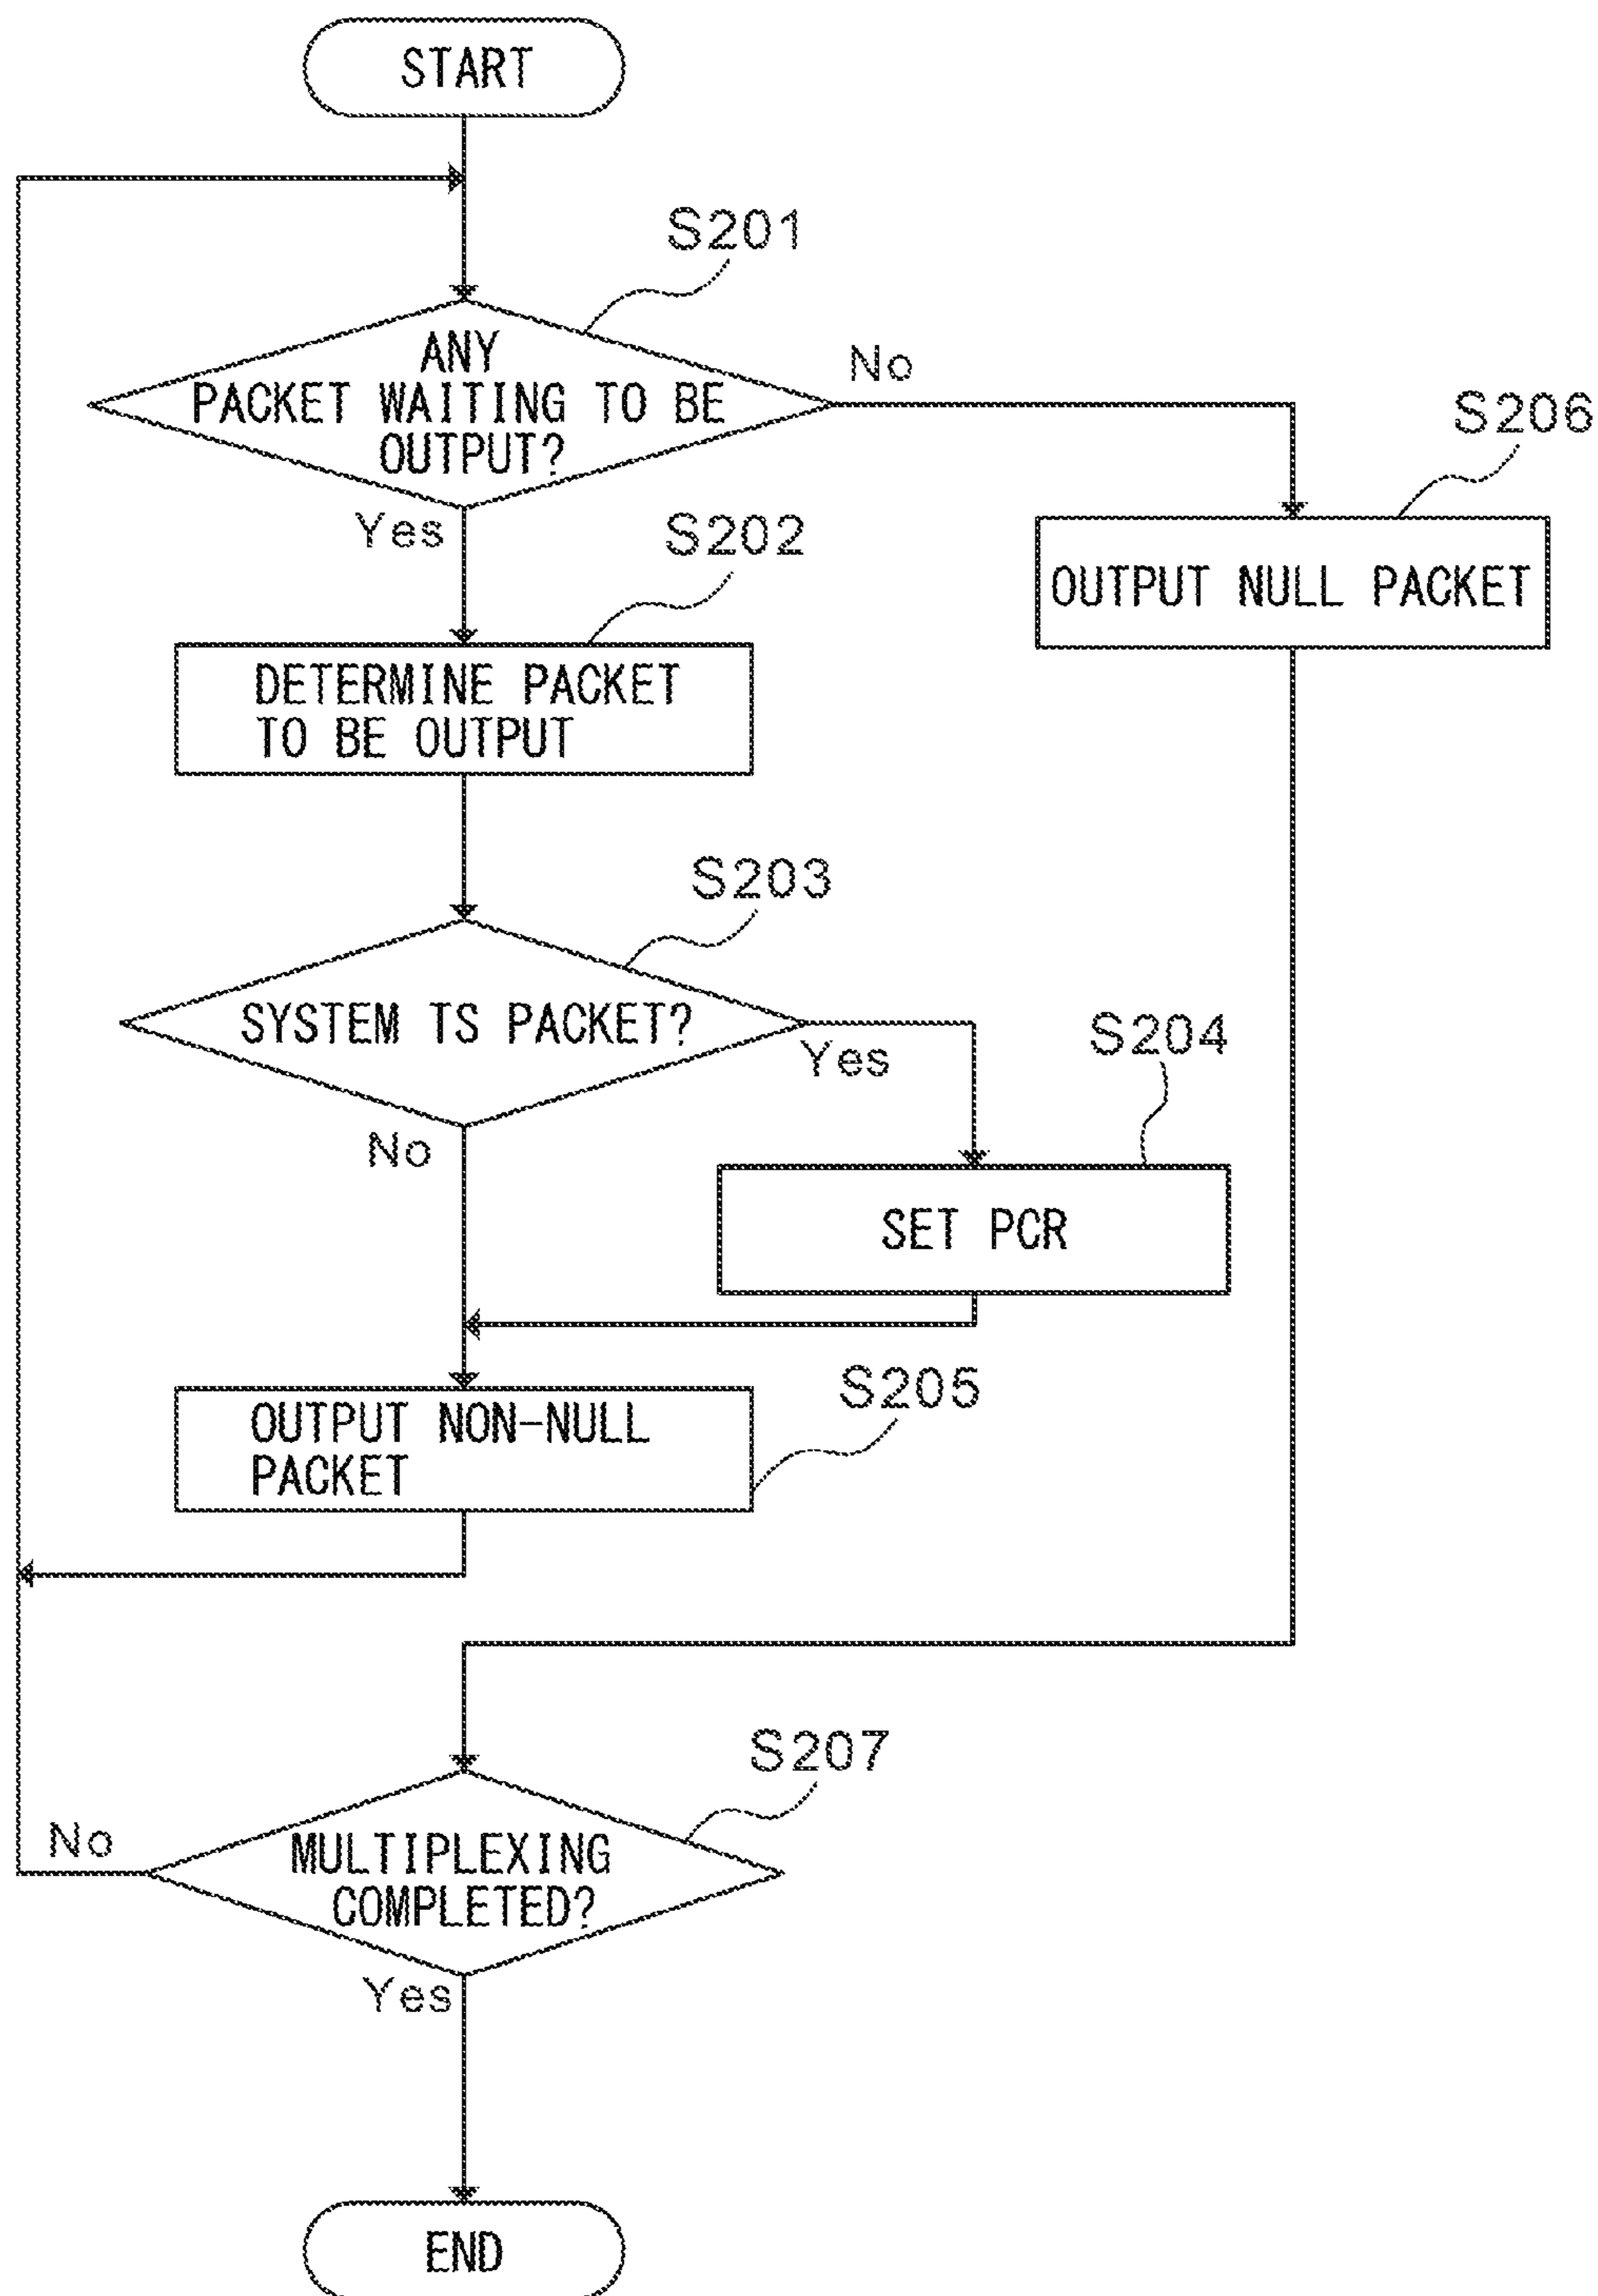 START
S201
ANY
PACKET WAITING TO BE
OUTPUT?
No
S206
Yes
OUTPUT NULL PACKET
S202
DETERMINE PACKET
TO BE OUTPUT
S203
SYSTEM TS PACKET?
Yes
S204
No
SET PCR
S205
OUTPUT NON-NULL
PACKET
S207
No
MULTIPLEXING
COMPLETED?
Yes
END